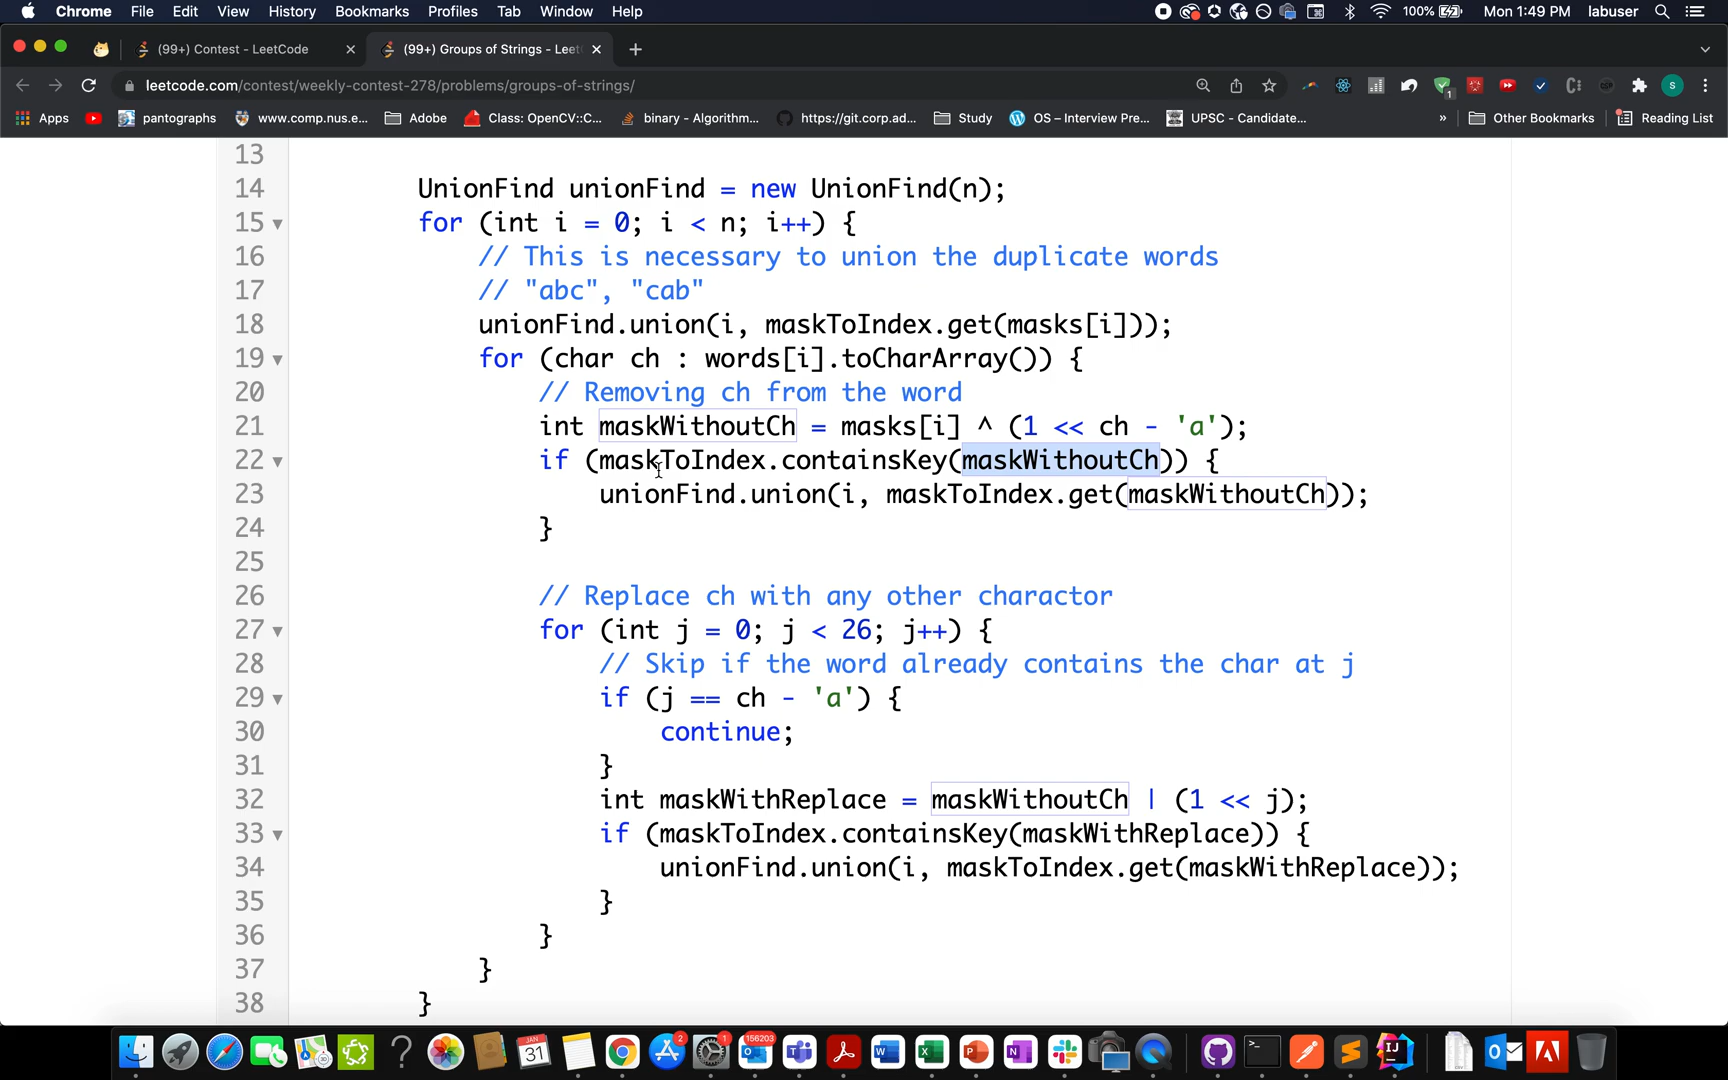 Chrome File Edit View History Bookmarks Profiles Tab Window Help 100% Mon 1:49 PM labuser
(99+) Contest - LeetCode (99+) Groups of Strings - Leet
leetcode.com/contest/weekly-contest-278/problems/groups-of-strings/ 1 S
Apps pantographs www.comp.nus.e... Adobe Class: OpenCV::C... binary - Algorithm... https://git.corp.ad... Study OS – Interview Pre... UPSC - Candidate... » Other Bookmarks Reading List
13
14 UnionFind unionFind = new UnionFind(n);
15 for (int i = 0; i < n; i++) {
16 // This is necessary to union the duplicate words
17 // "abc", "cab"
18 unionFind.union(i, maskToIndex.get(masks[i]));
19 for (char ch : words[i].toCharArray()) {
20 // Removing ch from the word
21 int maskWithoutCh = masks[i] ^ (1 << ch - 'a');
22 if (maskToIndex.containsKey(maskWithoutCh)) {
23 unionFind.union(i, maskToIndex.get(maskWithoutCh));
24 }
25
26 // Replace ch with any other charactor
27 for (int j = 0; j < 26; j++) {
28 // Skip if the word already contains the char at j
29 if (j == ch - 'a') {
30 continue;
31 }
32 int maskWithReplace = maskWithoutCh | (1 << j);
33 if (maskToIndex.containsKey(maskWithReplace)) {
34 unionFind.union(i, maskToIndex.get(maskWithReplace));
35 }
36 }
37 }
38 }
JAN 31 2 1 156203